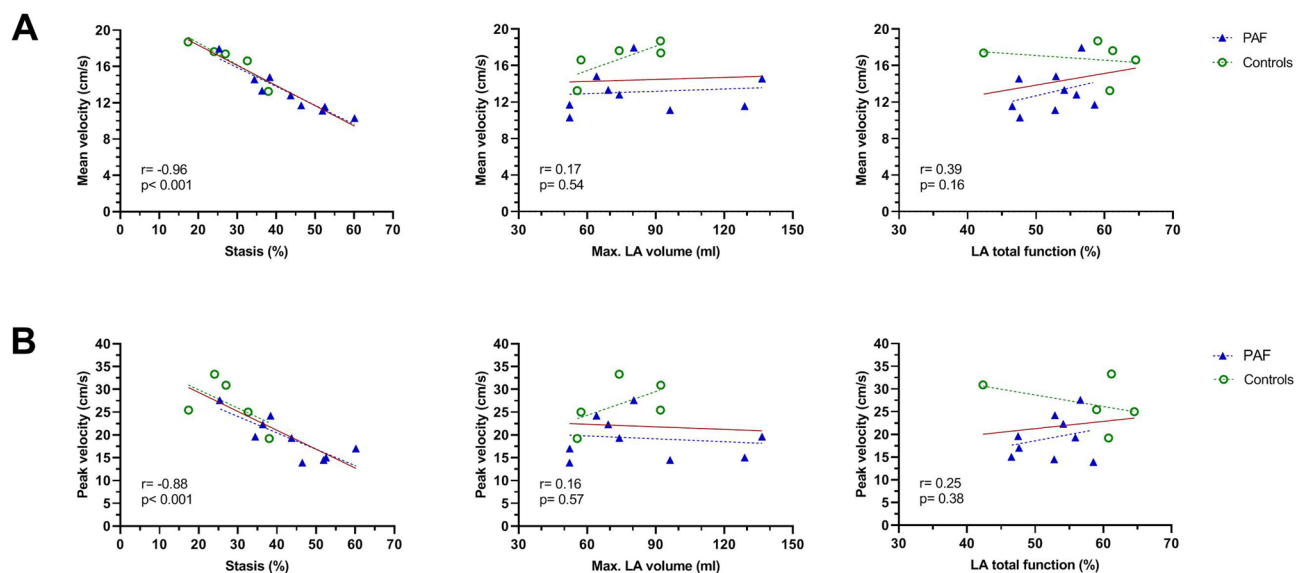 A
20
16
12
8
4
0
Mean velocity (cm/s)
r= -0.96
p< 0.001
0 10 20 30 40 50 60 70
Stasis (%)
20
16
12
8
4
0
Mean velocity (cm/s)
r= 0.17
p= 0.54
30 60 90 120 150
Max. LA volume (ml)
20
16
12
8
4
0
Mean velocity (cm/s)
r= 0.39
p= 0.16
30 40 50 60 70
LA total function (%)
PAF
Controls
B
40
35
30
25
20
15
10
5
0
Peak velocity (cm/s)
r= -0.88
p< 0.001
0 10 20 30 40 50 60 70
Stasis (%)
40
35
30
25
20
15
10
5
0
Peak velocity (cm/s)
r= 0.16
p= 0.57
30 60 90 120 150
Max. LA volume (ml)
40
35
30
25
20
15
10
5
0
Peak velocity (cm/s)
r= 0.25
p= 0.38
30 40 50 60 70
LA total function (%)
PAF
Controls